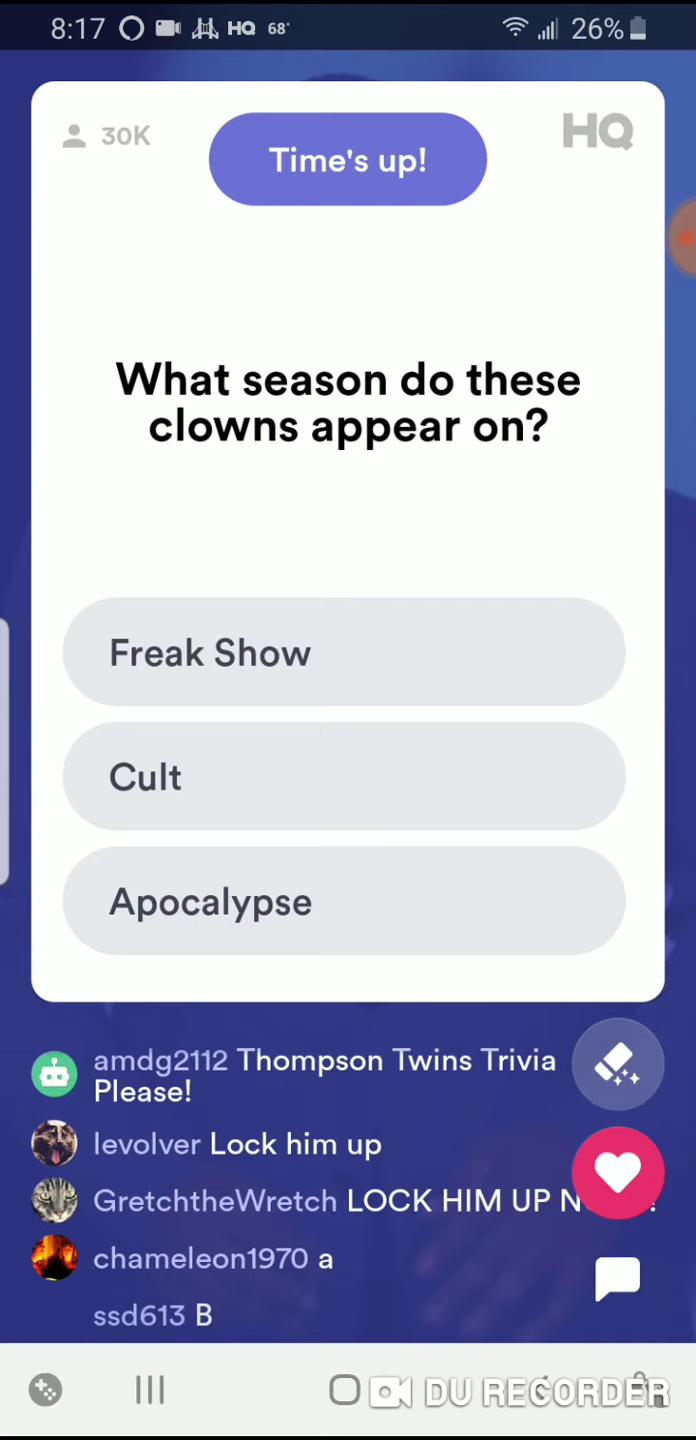 8:17 HQ 68° 26%
30K Time's up! HQ
What season do these
clowns appear on?
Freak Show
Cult
Apocalypse
amdg2112 Thompson Twins Trivia
Please!
levolver Lock him up
GretchtheWretch LOCK HIM UP
chameleon1970 a
ssd613 B
DU RECORDER